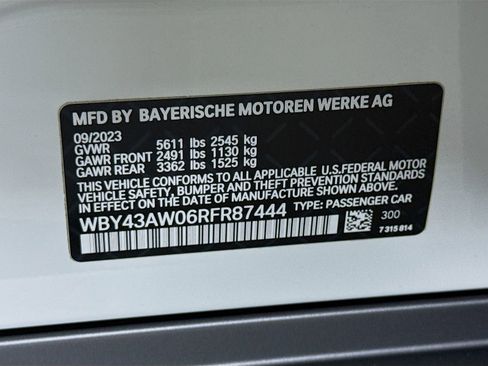 MFD BY BAYERISCHE MOTOREN WERKE AG
09/2023
GVWR 5611 lbs 2545 kg
GAWR FRONT 2491 lbs 1130 kg
GAWR REAR 3362 lbs 1525 kg
THIS VEHICLE CONFORMS TO ALL APPLICABLE U.S.FEDERAL MOTOR
VEHICLE SAFETY, BUMPER AND THEFT PREVENTION STANDARDS
IN EFFECT ON THE DATE OF MANUFACTURE SHOWN ABOVE.
WBY43AW06RFR87444 TYPE: PASSENGER CAR
300
7 315 814